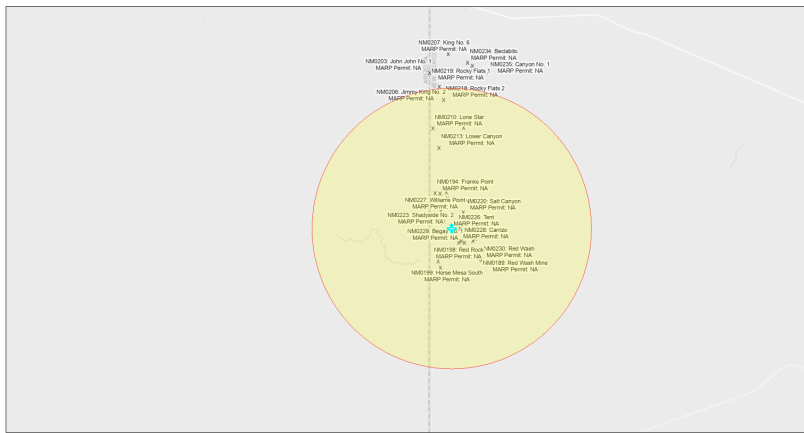 NM0207: King No. 6
MARP Permit: NA
NM0234: Beclabito
MARP Permit: NA
NM0203: John John No. 1
MARP Permit: NA
NM0235: Canyon No. 1
MARP Permit: NA
NM0219: Rocky Flats 1
MARP Permit: NA
NM0218: Rocky Flats 2
MARP Permit: NA
NM0206: Jimmy King No. 2
MARP Permit: NA
NM0210: Lone Star
MARP Permit: NA
NM0213: Lower Canyon
MARP Permit: NA
NM0194: Franks Point
MARP Permit: NA
NM0227: Williams Point
MARP Permit: NA
NM0220: Salt Canyon
MARP Permit: NA
NM0223: Shadyside No. 2
MARP Permit: NA
NM0226: Tent
MARP Permit: NA
NM0229: Begay
MARP Permit: NA
NM0228: Carrizo
MARP Permit: NA
NM0198: Red Rock
MARP Permit: NA
NM0230: Red Wash
MARP Permit: NA
NM0189: Red Wash Mine
MARP Permit: NA
NM0199: Horse Mesa South
MARP Permit: NA